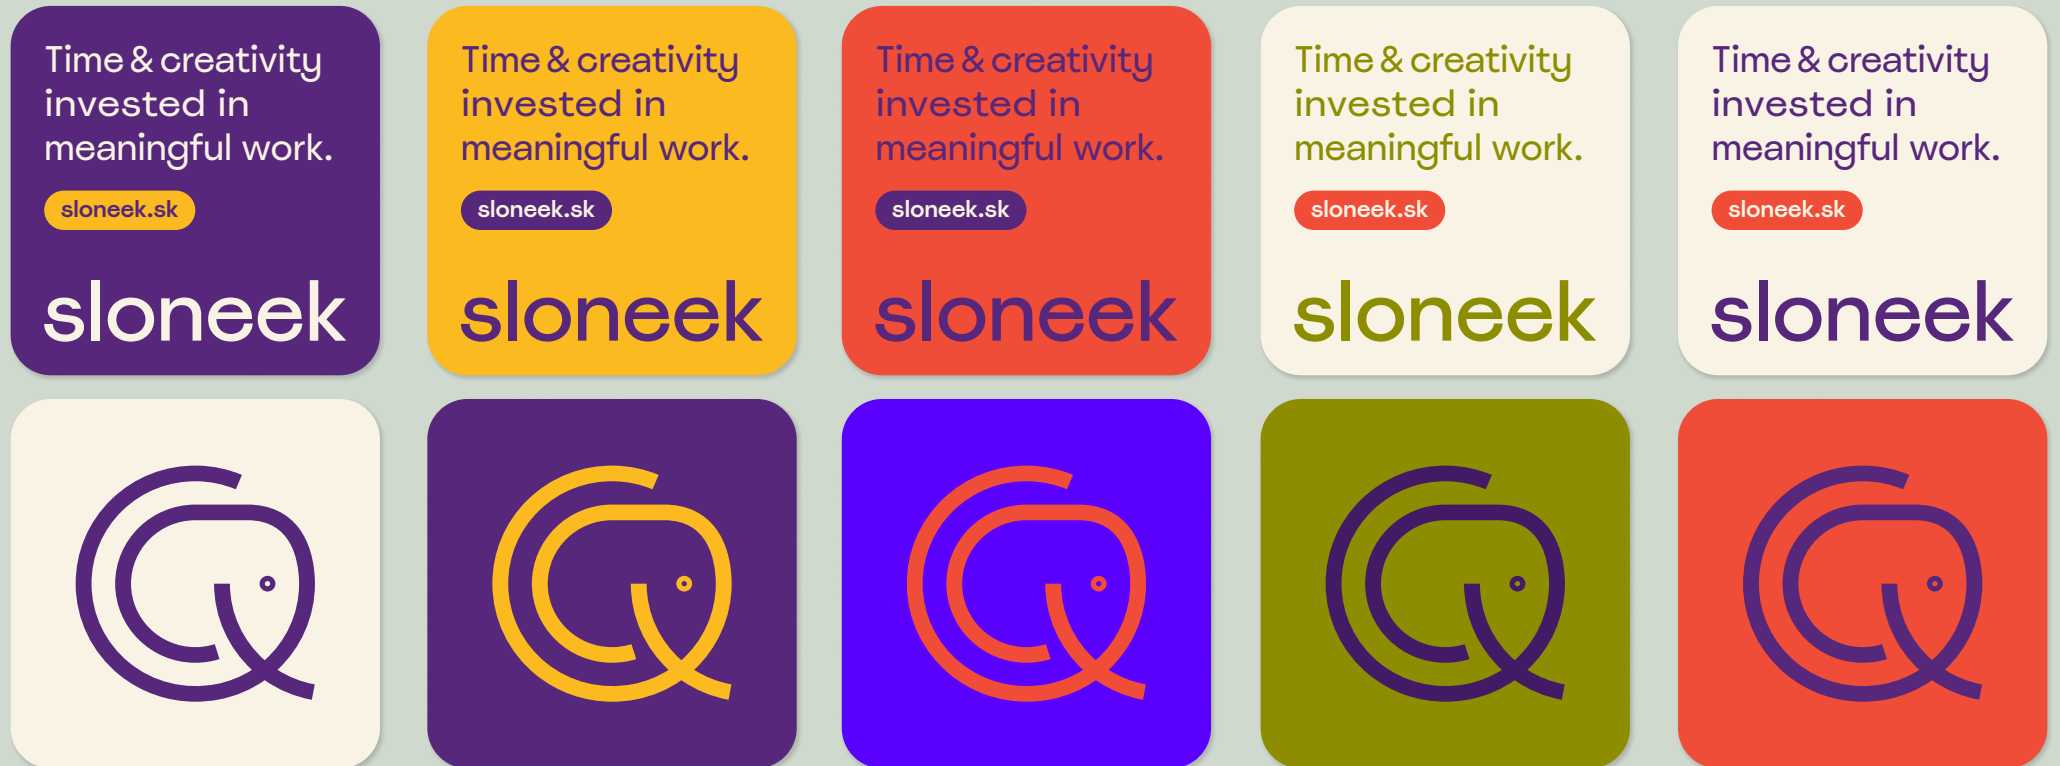 Time & creativity
invested in
meaningful work.
sloneek.sk
sloneek
Time & creativity
invested in
meaningful work.
sloneek.sk
sloneek
Time & creativity
invested in
meaningful work.
sloneek.sk
sloneek
Time & creativity
invested in
meaningful work.
sloneek.sk
sloneek
Time & creativity
invested in
meaningful work.
sloneek.sk
sloneek